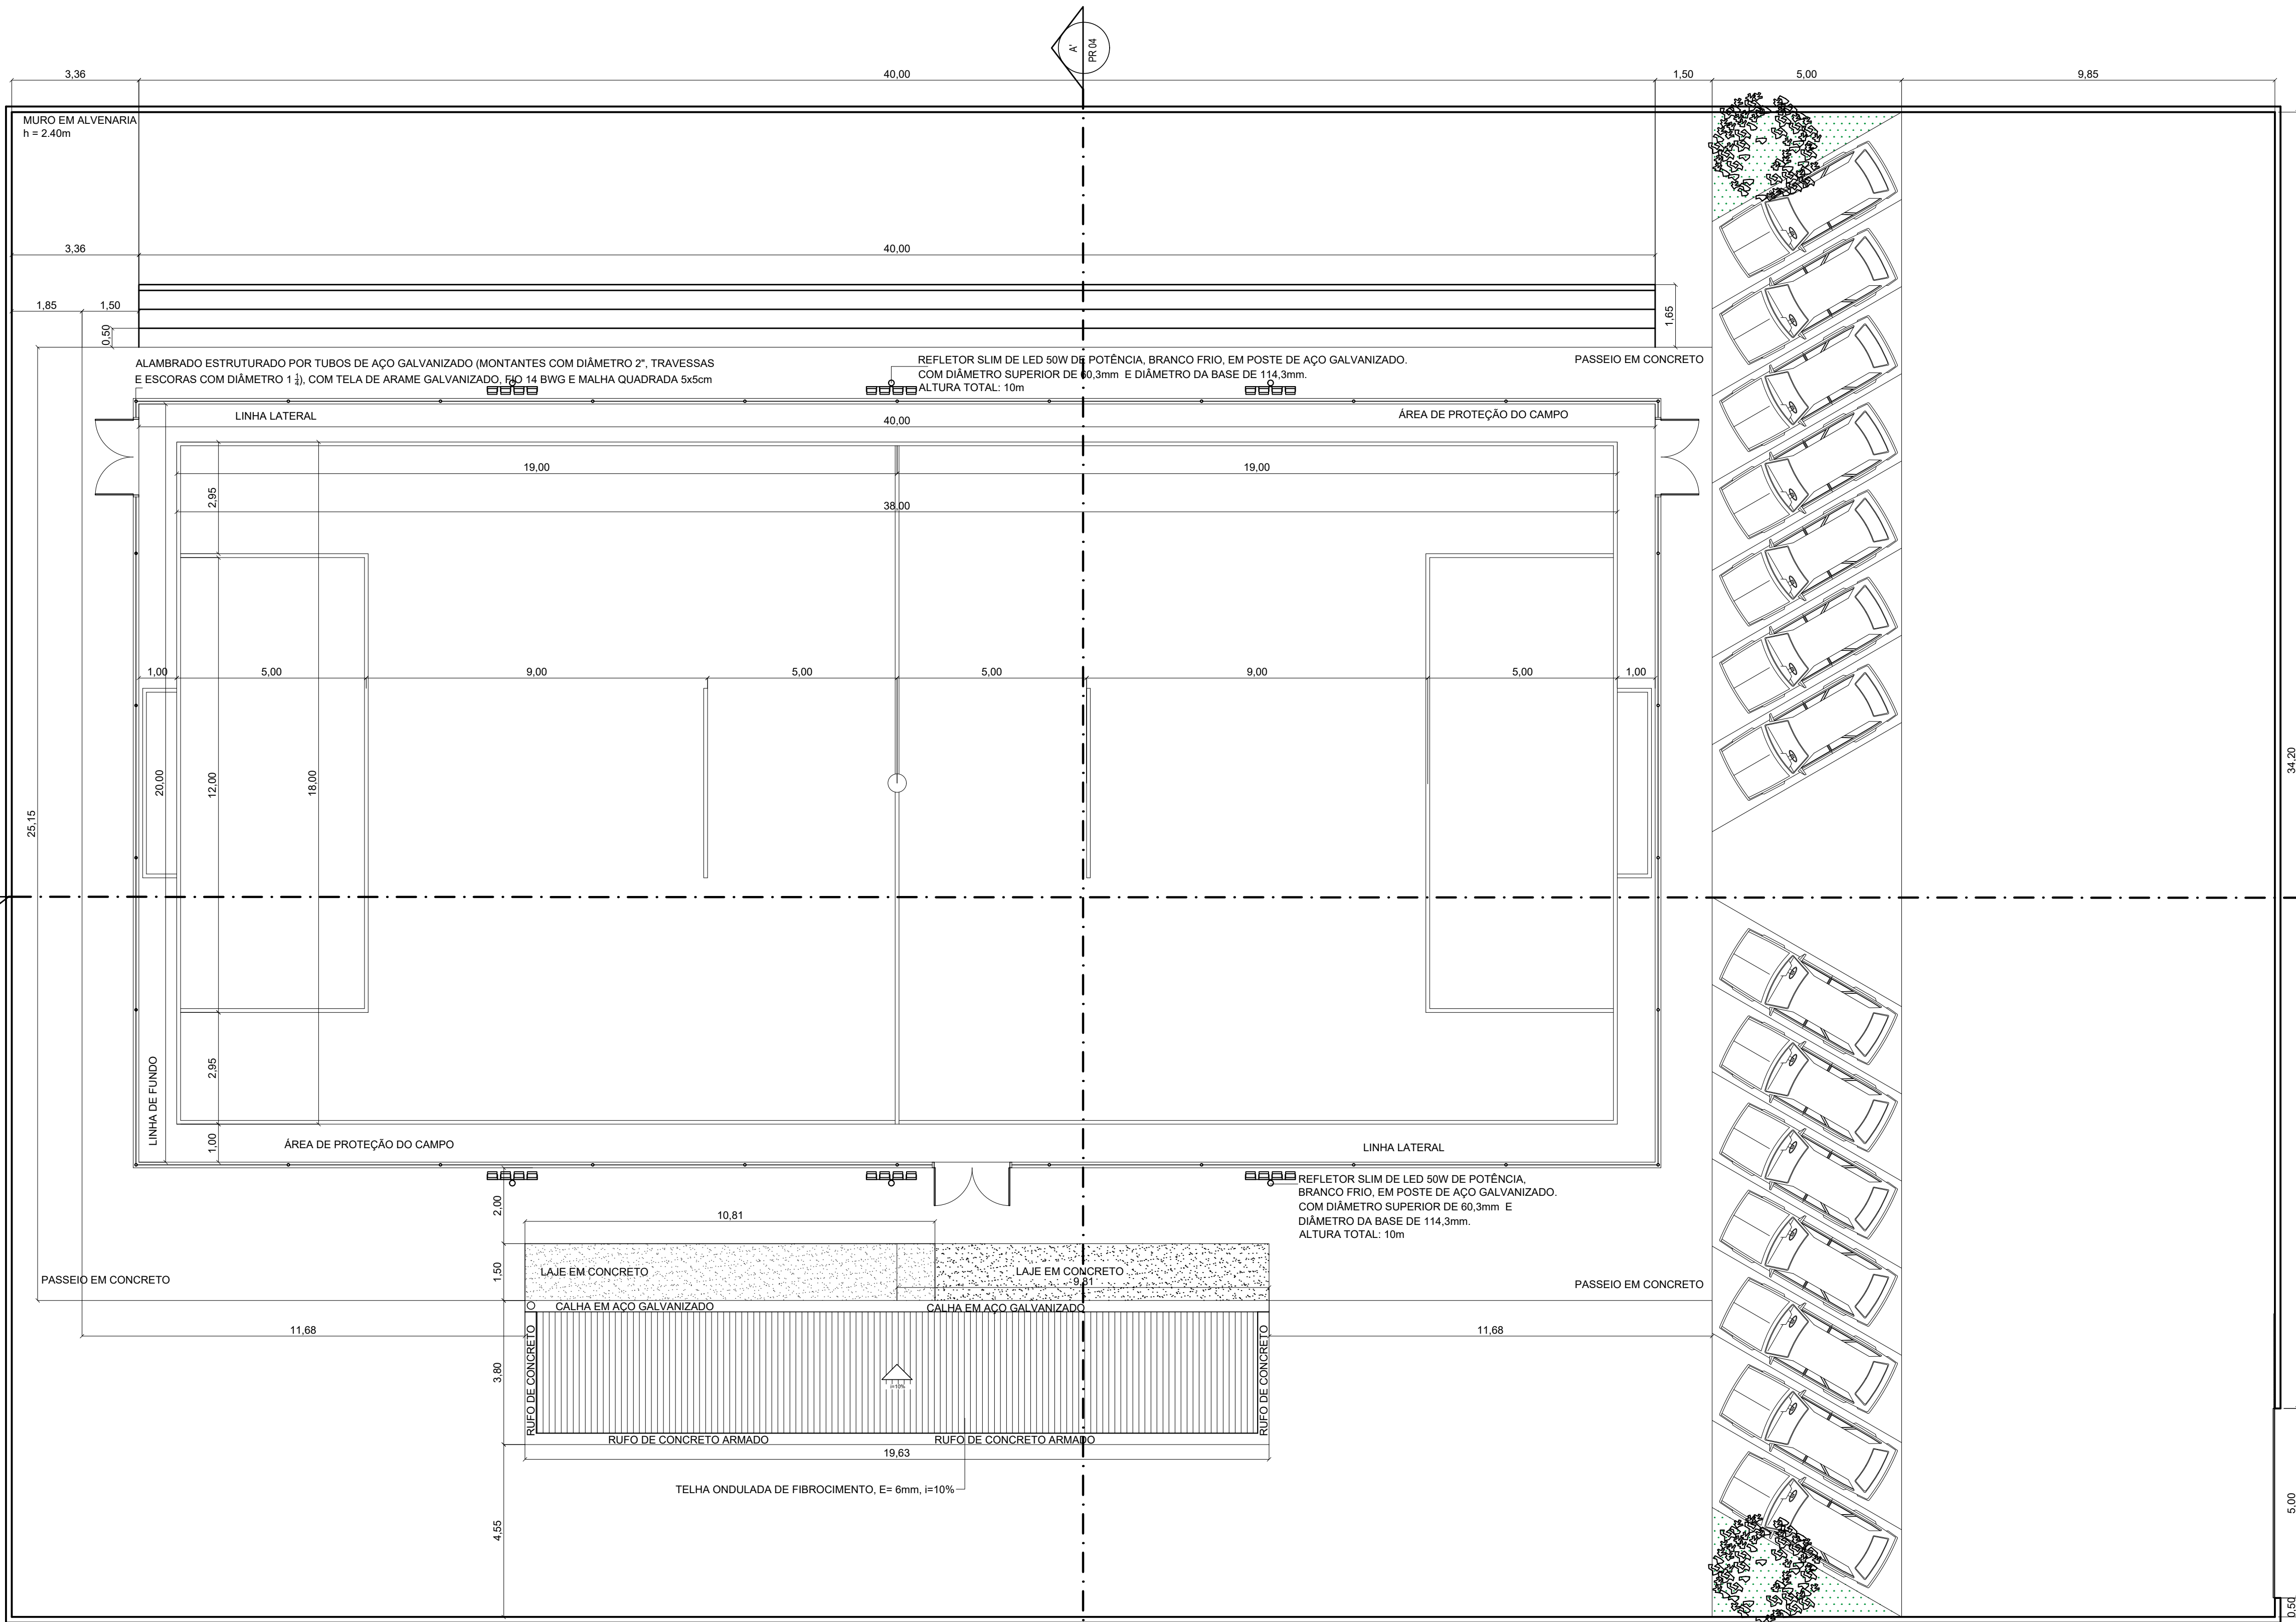 A'
PR 04
3,36
40,00
1,50
5,00
9,85
MURO EM ALVENARIA
h = 2.40m
3,36
40,00
1,85
1,50
0,50
1,65
ALAMBRADO ESTRUTURADO POR TUBOS DE AÇO GALVANIZADO (MONTANTES COM DIÂMETRO 2", TRAVESSAS
E ESCORAS COM DIÂMETRO 1 1/4), COM TELA DE ARAME GALVANIZADO, FIO 14 BWG E MALHA QUADRADA 5x5cm
REFLETOR SLIM DE LED 50W DE POTÊNCIA, BRANCO FRIO, EM POSTE DE AÇO GALVANIZADO.
COM DIÂMETRO SUPERIOR DE 60,3mm E DIÂMETRO DA BASE DE 114,3mm.
ALTURA TOTAL: 10m
PASSEIO EM CONCRETO
LINHA LATERAL
ÁREA DE PROTEÇÃO DO CAMPO
40,00
19,00
19,00
2,95
38,00
1,00
5,00
9,00
5,00
5,00
9,00
5,00
1,00
34,20
20,00
12,00
18,00
25,15
LINHA DE FUNDO
2,95
1,00
ÁREA DE PROTEÇÃO DO CAMPO
LINHA LATERAL
2,00
REFLETOR SLIM DE LED 50W DE POTÊNCIA,
BRANCO FRIO, EM POSTE DE AÇO GALVANIZADO.
COM DIÂMETRO SUPERIOR DE 60,3mm E
DIÂMETRO DA BASE DE 114,3mm.
ALTURA TOTAL: 10m
10,81
1,50
LAJE EM CONCRETO
LAJE EM CONCRETO
9,81
PASSEIO EM CONCRETO
PASSEIO EM CONCRETO
CALHA EM AÇO GALVANIZADO
CALHA EM AÇO GALVANIZADO
11,68
11,68
RUFO DE CONCRETO
RUFO DE CONCRETO
3,80
i=10%
RUFO DE CONCRETO ARMADO
RUFO DE CONCRETO ARMADO
19,63
TELHA ONDULADA DE FIBROCIMENTO, E= 6mm, i=10%
4,55
5,00
0,50